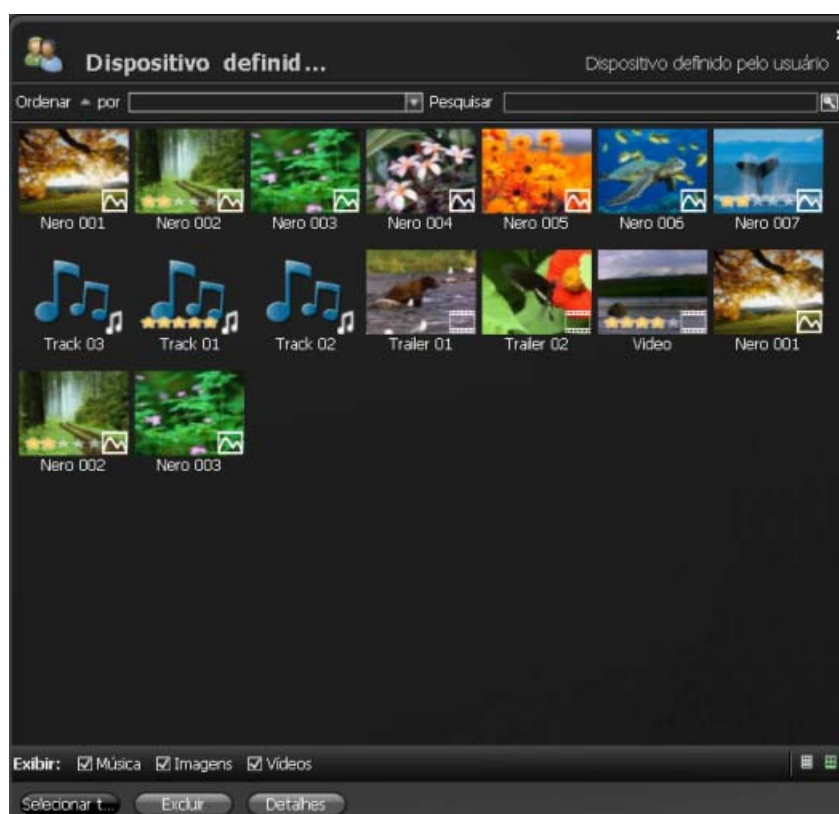 Dispositivo definid...
Dispositivo definido pelo usuário
Ordenar por
Pesquisar
Nero 001 Nero 002 Nero 003 Nero 004 Nero 005 Nero 006 Nero 007
Track 03 Track 01 Track 02 Trailer 01 Trailer 02 Video Nero 001
Nero 002 Nero 003
Exibir: Música Imagens Vídeos
Selecionar t... Excluir Detalhes